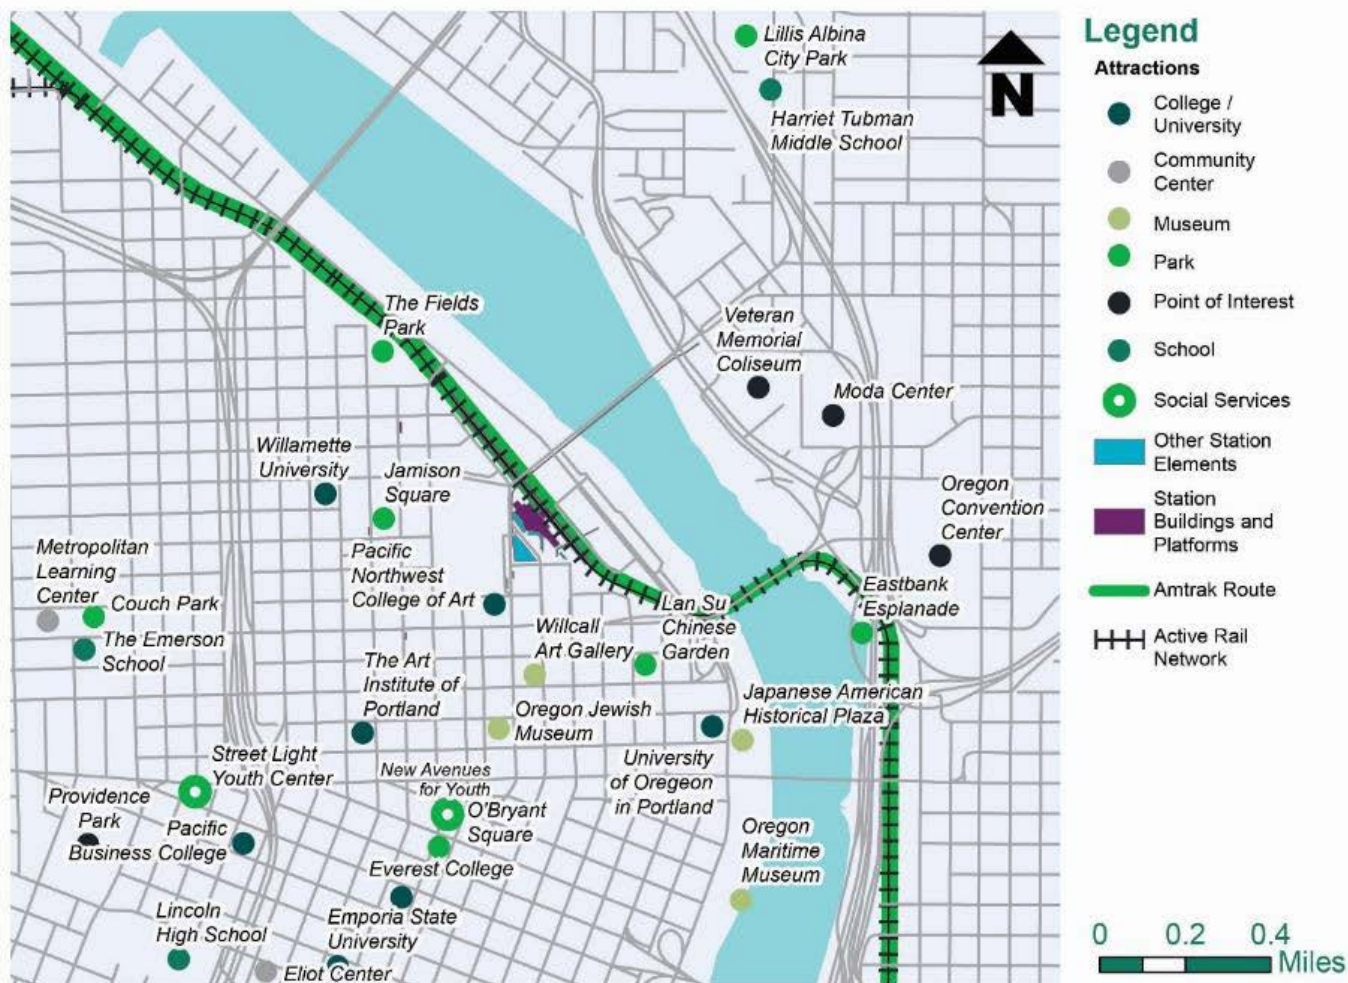 Lillis Albina
City Park
Harriet Tubman
Middle School
N
The Fields
Park
Veteran
Memorial
Coliseum
Moda Center
Willamette
University
Jamison
Square
Oregon
Convention
Center
Metropolitan
Learning
Center
Couch Park
The Emerson
School
Pacific
Northwest
College of Art
Willcall
Art Gallery
Lan Su
Chinese
Garden
Eastbank
Esplanade
The Art
Institute of
Portland
Oregon Jewish
Museum
Japanese American
Historical Plaza
Street Light
Youth Center
New Avenues
for Youth
University
of Oregeon
in Portland
Providence
Park
Pacific
Business College
O'Bryant
Square
Everest College
Oregon
Maritime
Museum
Lincoln
High School
Emporia State
University
Eliot Center
Legend
Attractions
College /
University
Community
Center
Museum
Park
Point of Interest
School
Social Services
Other Station
Elements
Station
Buildings and
Platforms
Amtrak Route
Active Rail
Network
0 0.2 0.4
Miles